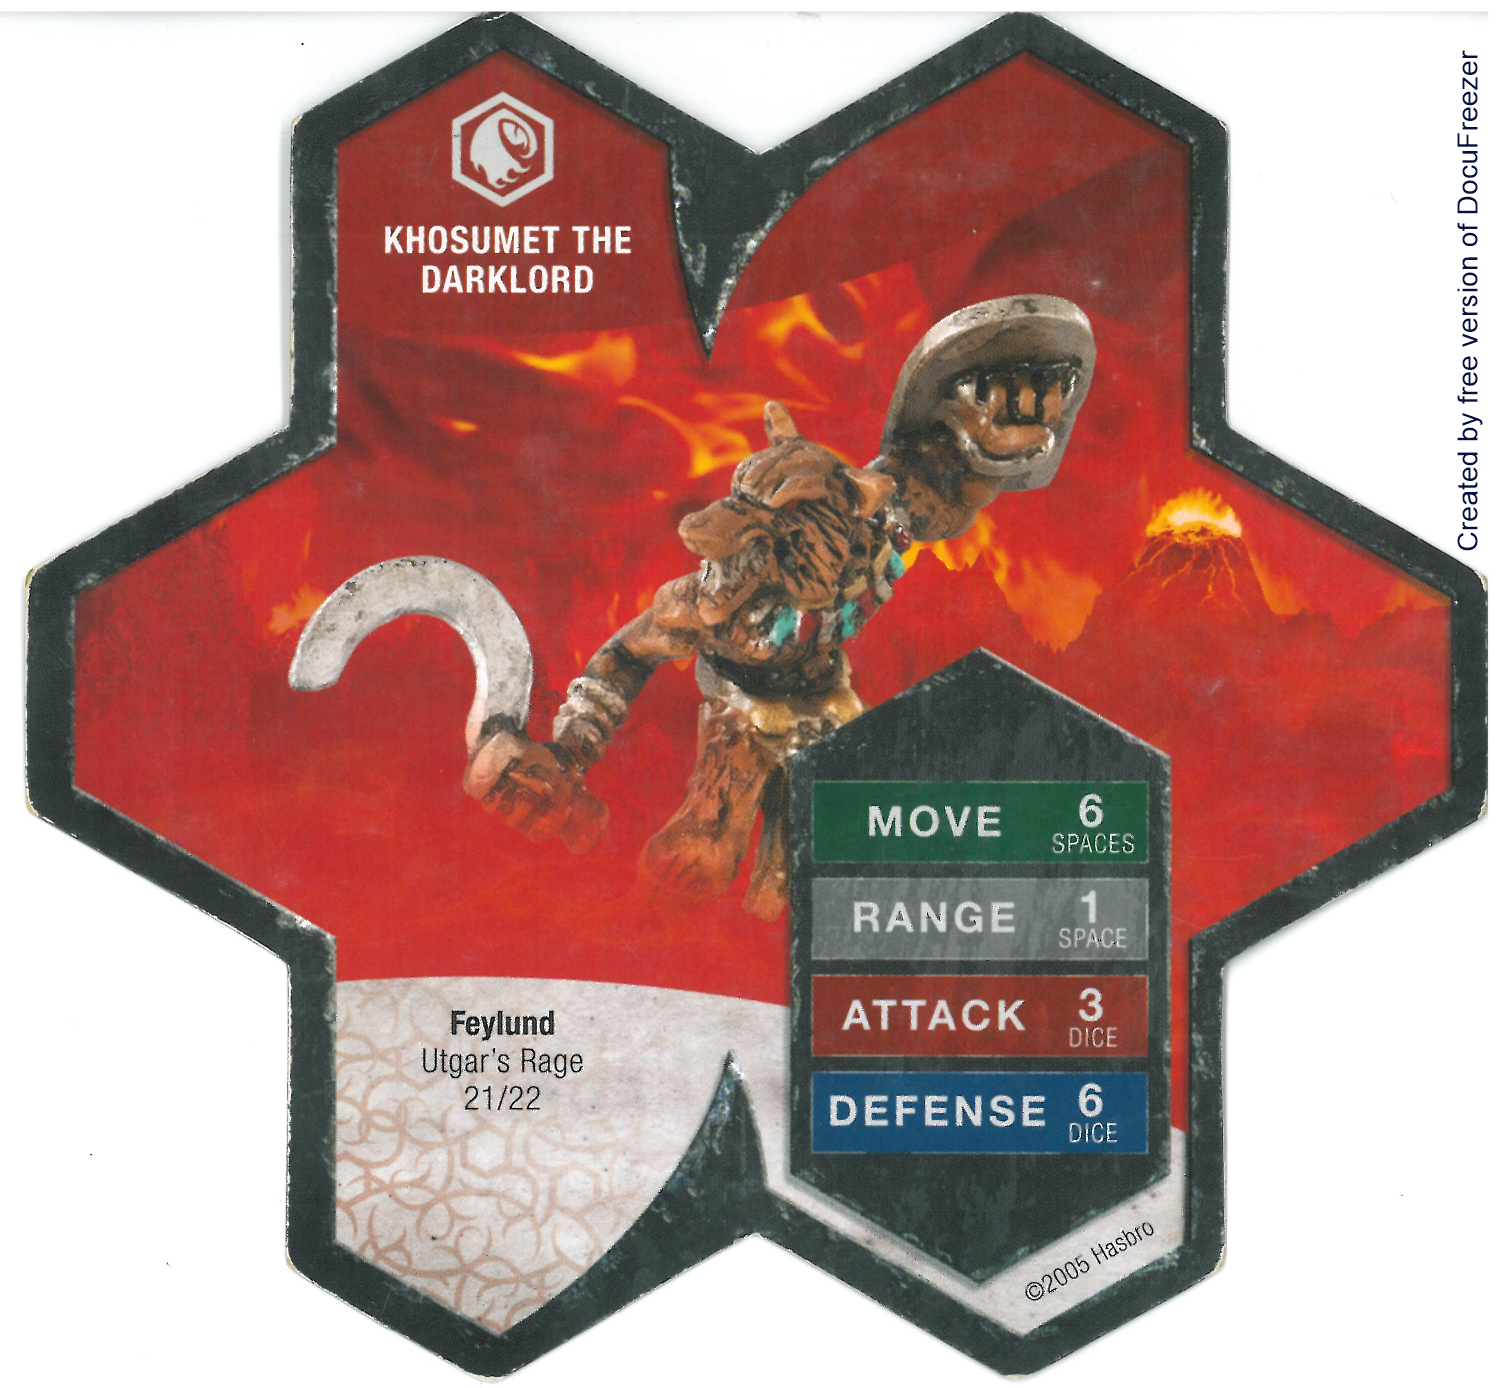 KHOSUMET THE
DARKLORD
MOVE 6
SPACES
RANGE 1
SPACE
ATTACK 3
DICE
DEFENSE 6
DICE
Feylund
Utgar's Rage
21/22
©2005 Hasbro
Created by free version of DocuFreezer